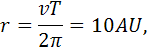 r = vT/2π = 10AU,